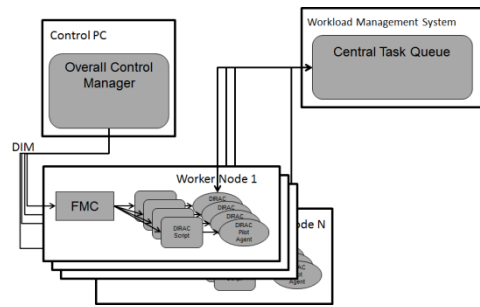 Workload Management System
Control PC
Overall Control
Manager
Central Task Queue
DIM
Worker Node 1
FMC
DIRAC
DIRAC
DIRAC
DIRAC
Pilot
Agent
DIRAC
Script
ode N
Script